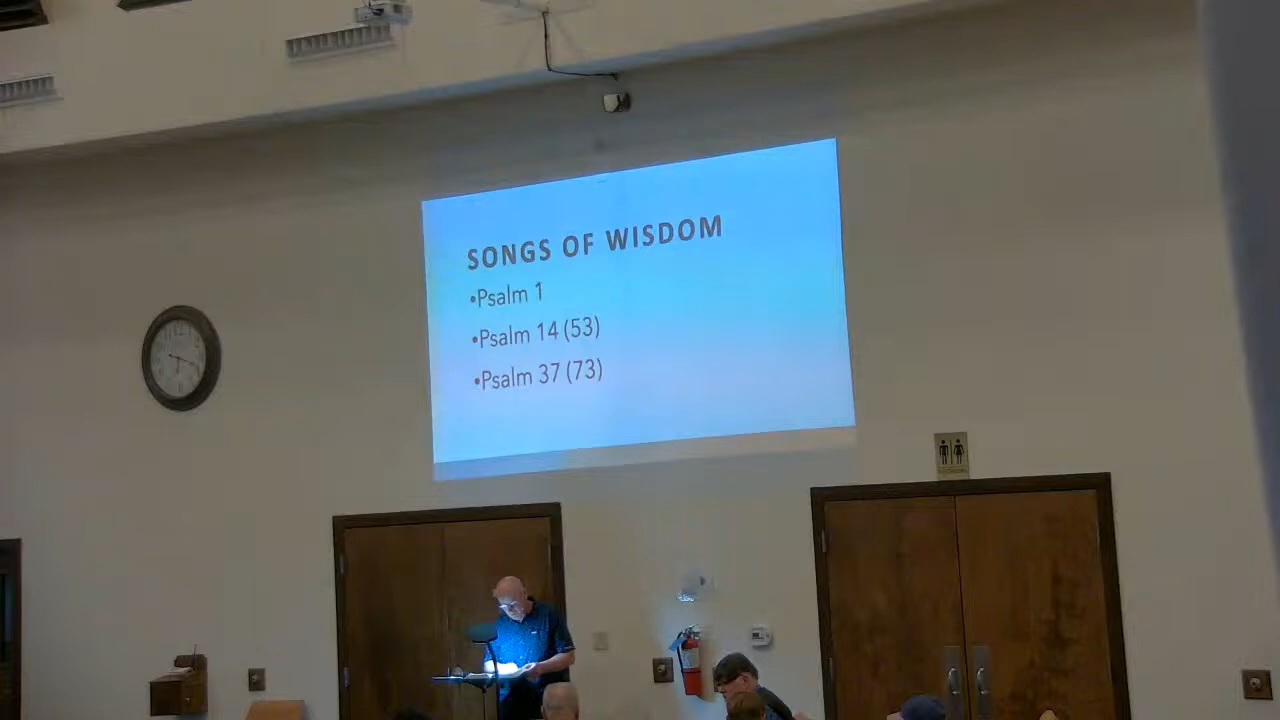 SONGS OF WISDOM
•Psalm 1
•Psalm 14 (53)
•Psalm 37 (73)